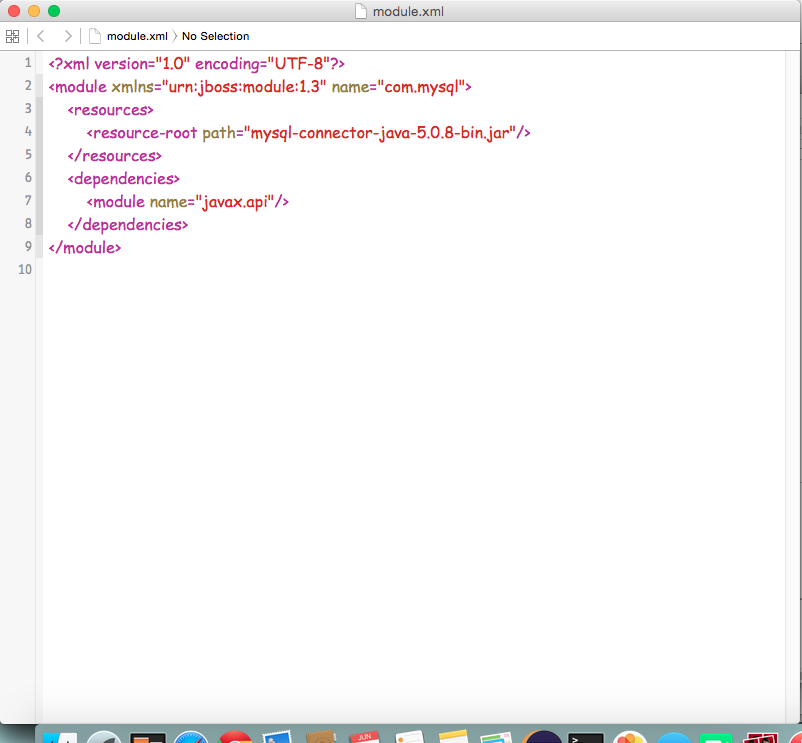 module.xml
module.xml 〉 No Selection
1 <?xml version="1.0" encoding="UTF-8"?>
2 <module xmlns="urn:jboss:module:1.3" name="com.mysql">
3 <resources>
4 <resource-root path="mysql-connector-java-5.0.8-bin.jar"/>
5 </resources>
6 <dependencies>
7 <module name="javax.api"/>
8 </dependencies>
9 </module>
10
JUN